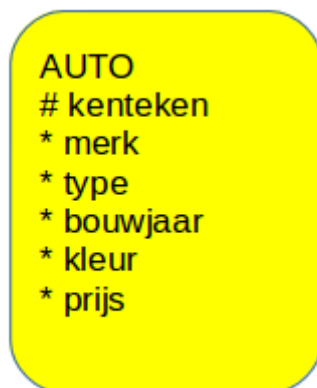 AUTO
# kenteken
* merk
* type
* bouwjaar
* kleur
* prijs